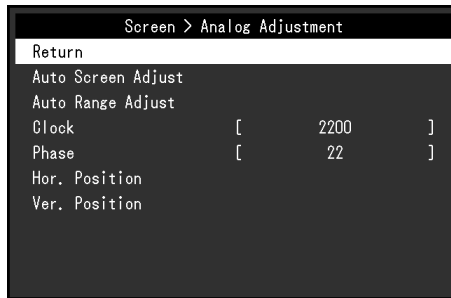 Screen > Analog Adjustment
Return
Auto Screen Adjust
Auto Range Adjust
Clock [ 2200 ]
Phase [ 22 ]
Hor. Position
Ver. Position